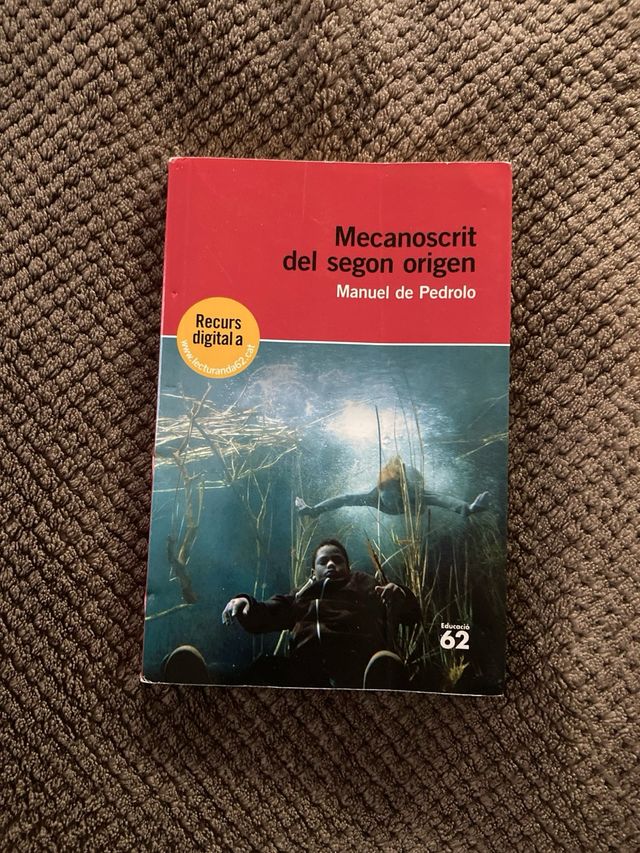 Mecanoscrit
del segon origen
Manuel de Pedrolo
Recurs
digital a
www.lecturanda62.cat
Educació
62